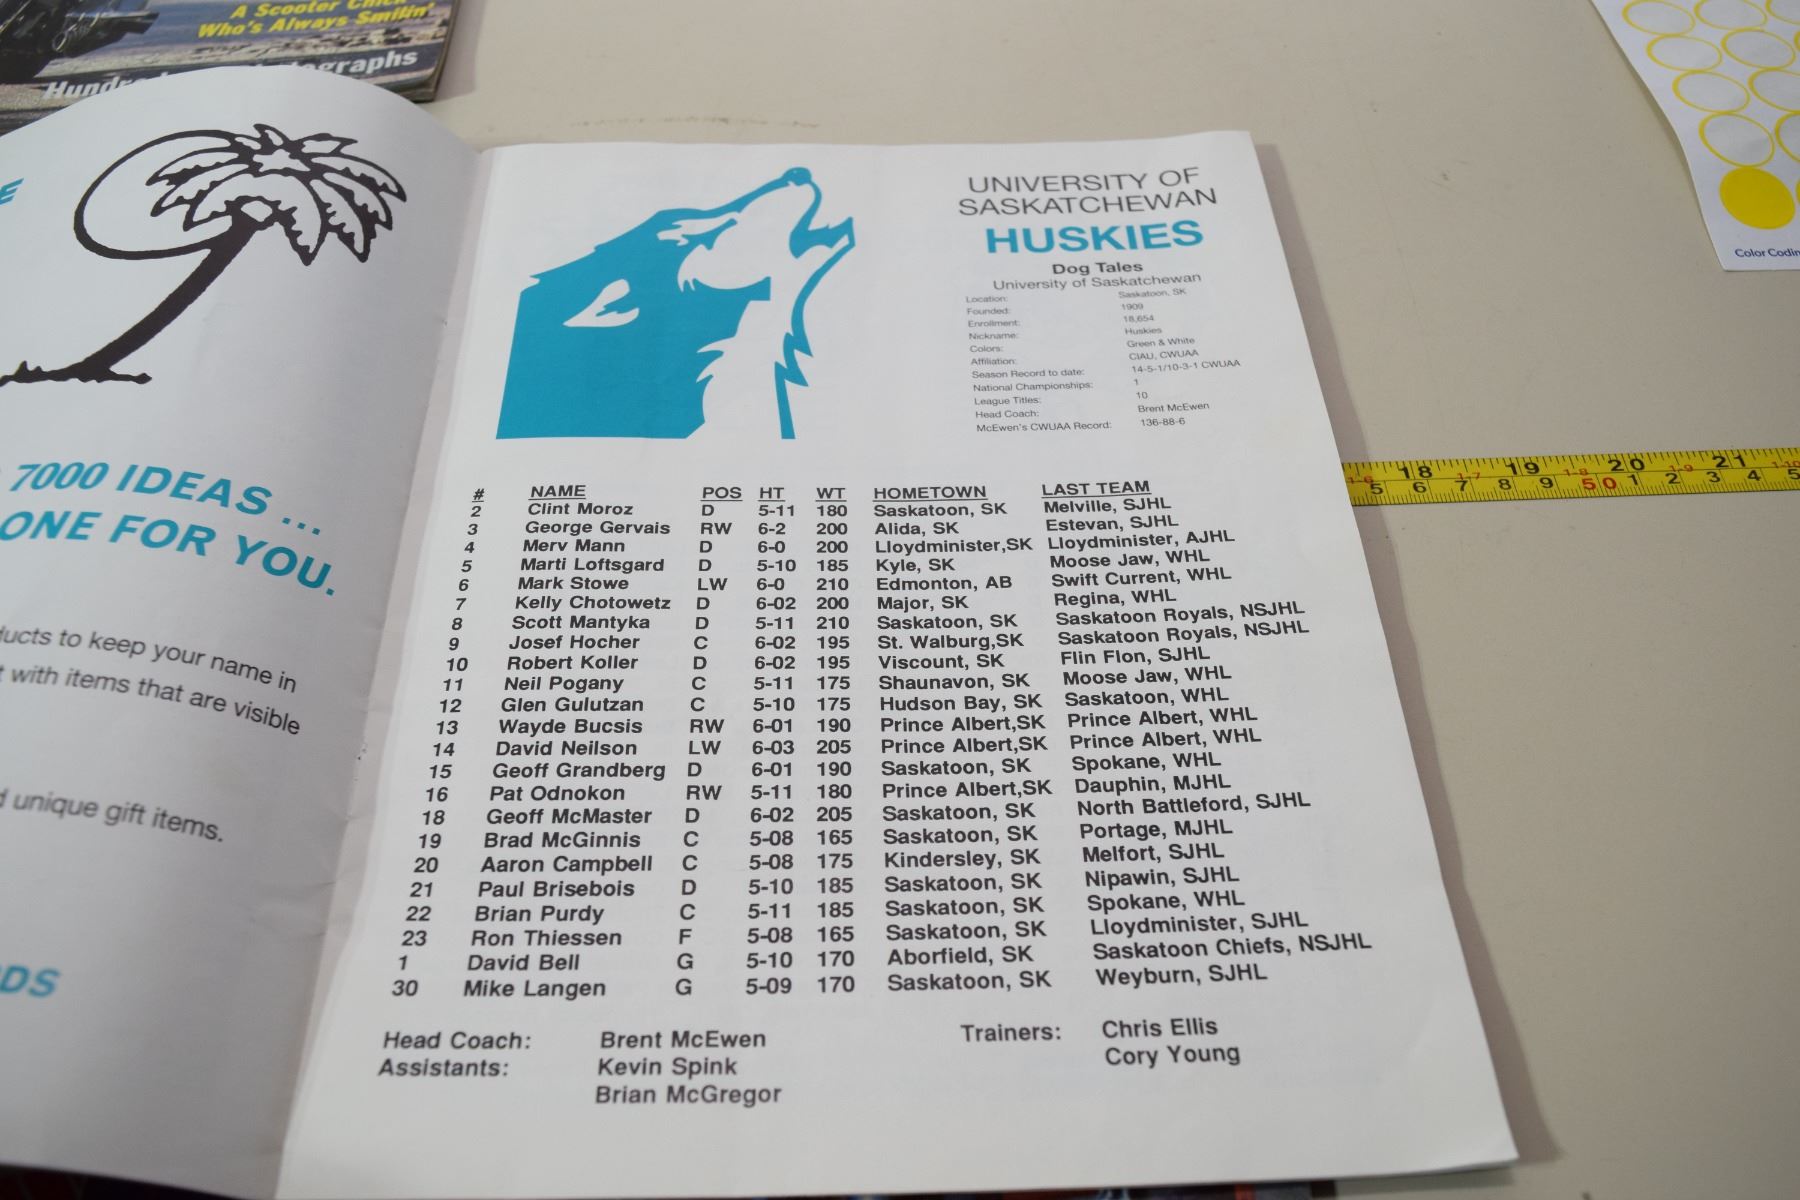 A Scooter Chick
Who's Always Smilin'
graphs
7000 IDEAS ...
ONE FOR YOU.
to keep your name in
with items that are visible
unique gift items.
UNIVERSITY OF
SASKATCHEWAN
HUSKIES
Dog Tales
University of Saskatchewan
Location: Saskatoon, SK
Founded: 1909
Enrollment: 18,654
Nickname: Huskies
Colors: Green & White
Affiliation: CIAU, CWUAA
Season Record to date: 14-5-1/10-3-1 CWUAA
National Championships: 1
League Titles: 10
Head Coach: Brent McEwen
McEwen's CWUAA Record: 136-88-6
# NAME POS HT WT HOMETOWN LAST TEAM
2 Clint Moroz D 5-11 180 Saskatoon, SK Melville, SJHL
3 George Gervais RW 6-2 200 Alida, SK Estevan, SJHL
4 Merv Mann D 6-0 200 Lloydminister,SK Lloydminister, AJHL
5 Marti Loftsgard D 5-10 185 Kyle, SK Moose Jaw, WHL
6 Mark Stowe LW 6-0 210 Edmonton, AB Swift Current, WHL
7 Kelly Chotowetz D 6-02 200 Major, SK Regina, WHL
8 Scott Mantyka D 5-11 210 Saskatoon, SK Saskatoon Royals, NSJHL
9 Josef Hocher C 6-02 195 St. Walburg,SK Saskatoon Royals, NSJHL
10 Robert Koller D 6-02 195 Viscount, SK Flin Flon, SJHL
11 Neil Pogany C 5-11 175 Shaunavon, SK Moose Jaw, WHL
12 Glen Gulutzan C 5-10 175 Hudson Bay, SK Saskatoon, WHL
13 Wayde Bucsis RW 6-01 190 Prince Albert,SK Prince Albert, WHL
14 David Neilson LW 6-03 205 Prince Albert,SK Prince Albert, WHL
15 Geoff Grandberg D 6-01 190 Saskatoon, SK Spokane, WHL
16 Pat Odnokon RW 5-11 180 Prince Albert,SK Dauphin, MJHL
18 Geoff McMaster D 6-02 205 Saskatoon, SK North Battleford, SJHL
19 Brad McGinnis C 5-08 165 Saskatoon, SK Portage, MJHL
20 Aaron Campbell C 5-08 175 Kindersley, SK Melfort, SJHL
21 Paul Brisebois D 5-10 185 Saskatoon, SK Nipawin, SJHL
22 Brian Purdy C 5-11 185 Saskatoon, SK Spokane, WHL
23 Ron Thiessen F 5-08 165 Saskatoon, SK Lloydminister, SJHL
1 David Bell G 5-10 170 Aborfield, SK Saskatoon Chiefs, NSJHL
30 Mike Langen G 5-09 170 Saskatoon, SK Weyburn, SJHL
Head Coach: Brent McEwen Trainers: Chris Ellis
Assistants: Kevin Spink Cory Young
Brian McGregor
Color
18 19 20 21
5 6 7 8 9 50 1 2 3 4 5